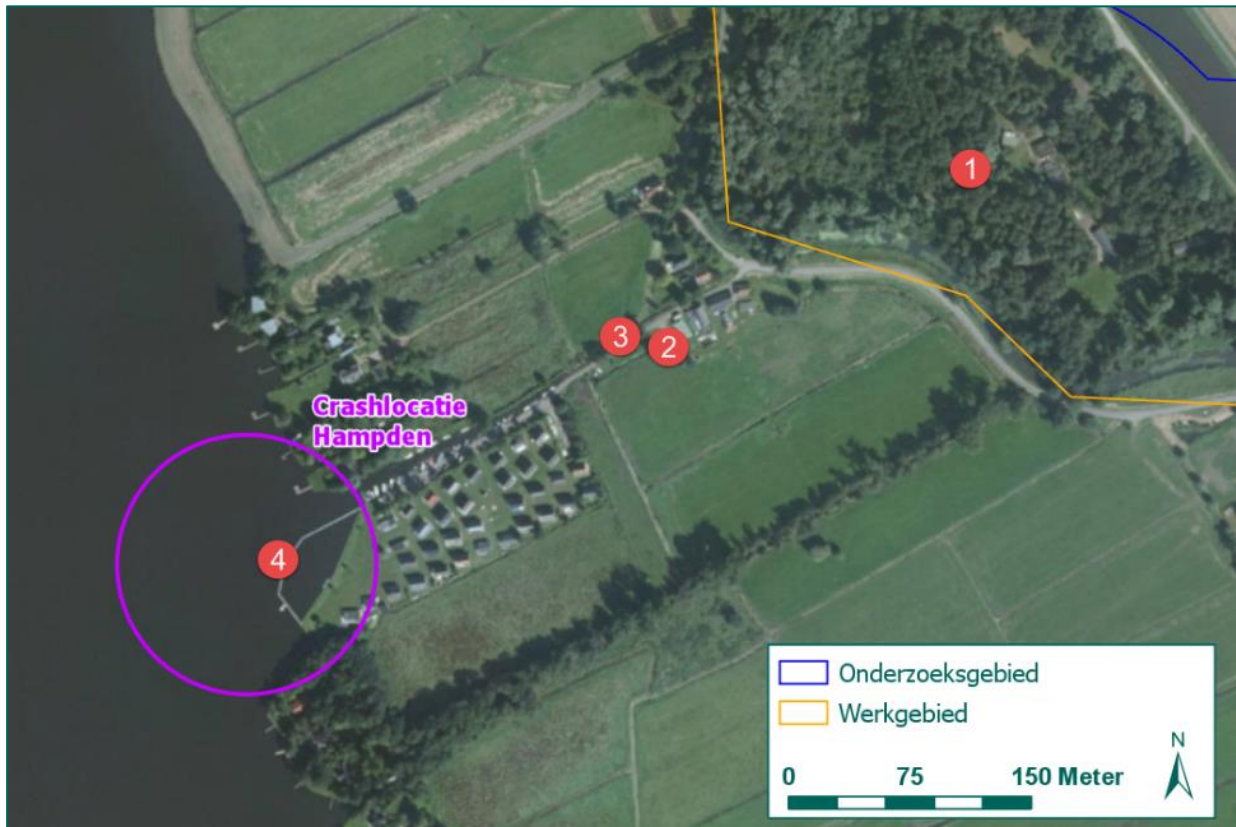 1
3
2
Crashlocatie
Hampden
4
Onderzoeksgebied
Werkgebied
N
0 75 150 Meter